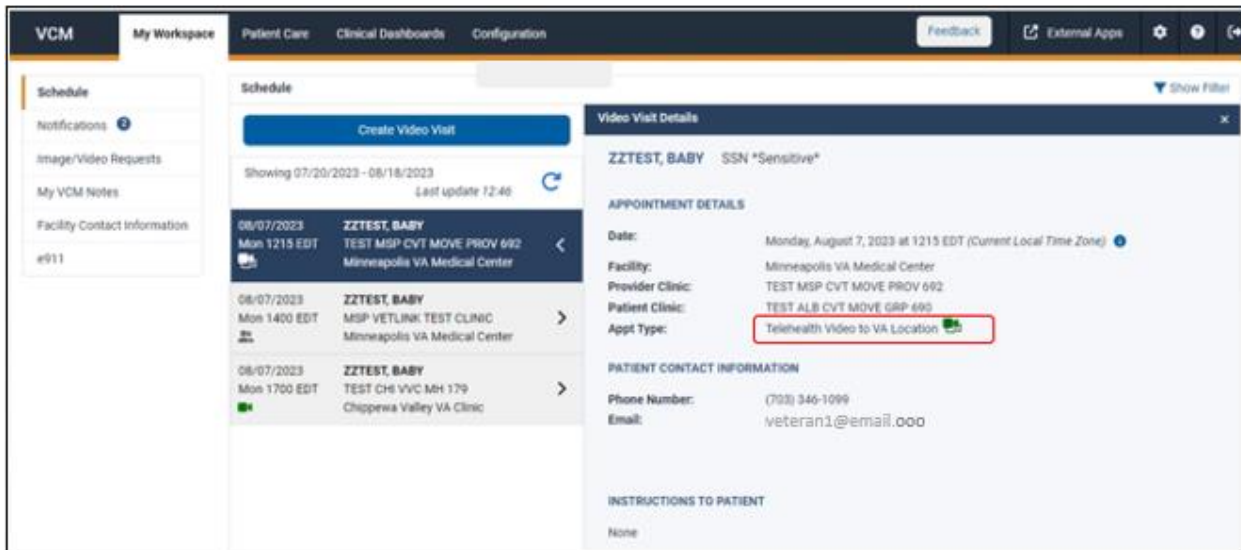 VCM My Workspace Patient Care Clinical Dashboards Configuration Feedback External Apps
Schedule
Notifications 2
Image/Video Requests
My VCM Notes
Facility Contact Information
e911
Schedule
Show Filter
Create Video Visit
Showing 07/20/2023 - 08/18/2023
Last update 12:46
08/07/2023 ZZTEST, BABY
Mon 1215 EDT TEST MSP CVT MOVE PROV 692
Minneapolis VA Medical Center
08/07/2023 ZZTEST, BABY
Mon 1400 EDT MSP VETLINK TEST CLINIC
Minneapolis VA Medical Center
08/07/2023 ZZTEST, BABY
Mon 1700 EDT TEST CHI VVC MH 179
Chippewa Valley VA Clinic
Video Visit Details
ZZTEST, BABY SSN *Sensitive*
APPOINTMENT DETAILS
Date: Monday, August 7, 2023 at 1215 EDT (Current Local Time Zone)
Facility: Minneapolis VA Medical Center
Provider Clinic: TEST MSP CVT MOVE PROV 692
Patient Clinic: TEST ALB CVT MOVE GRP 690
Appt Type: Telehealth Video to VA Location
PATIENT CONTACT INFORMATION
Phone Number: (703) 346-1099
Email: veteran1@email.ooo
INSTRUCTIONS TO PATIENT
None